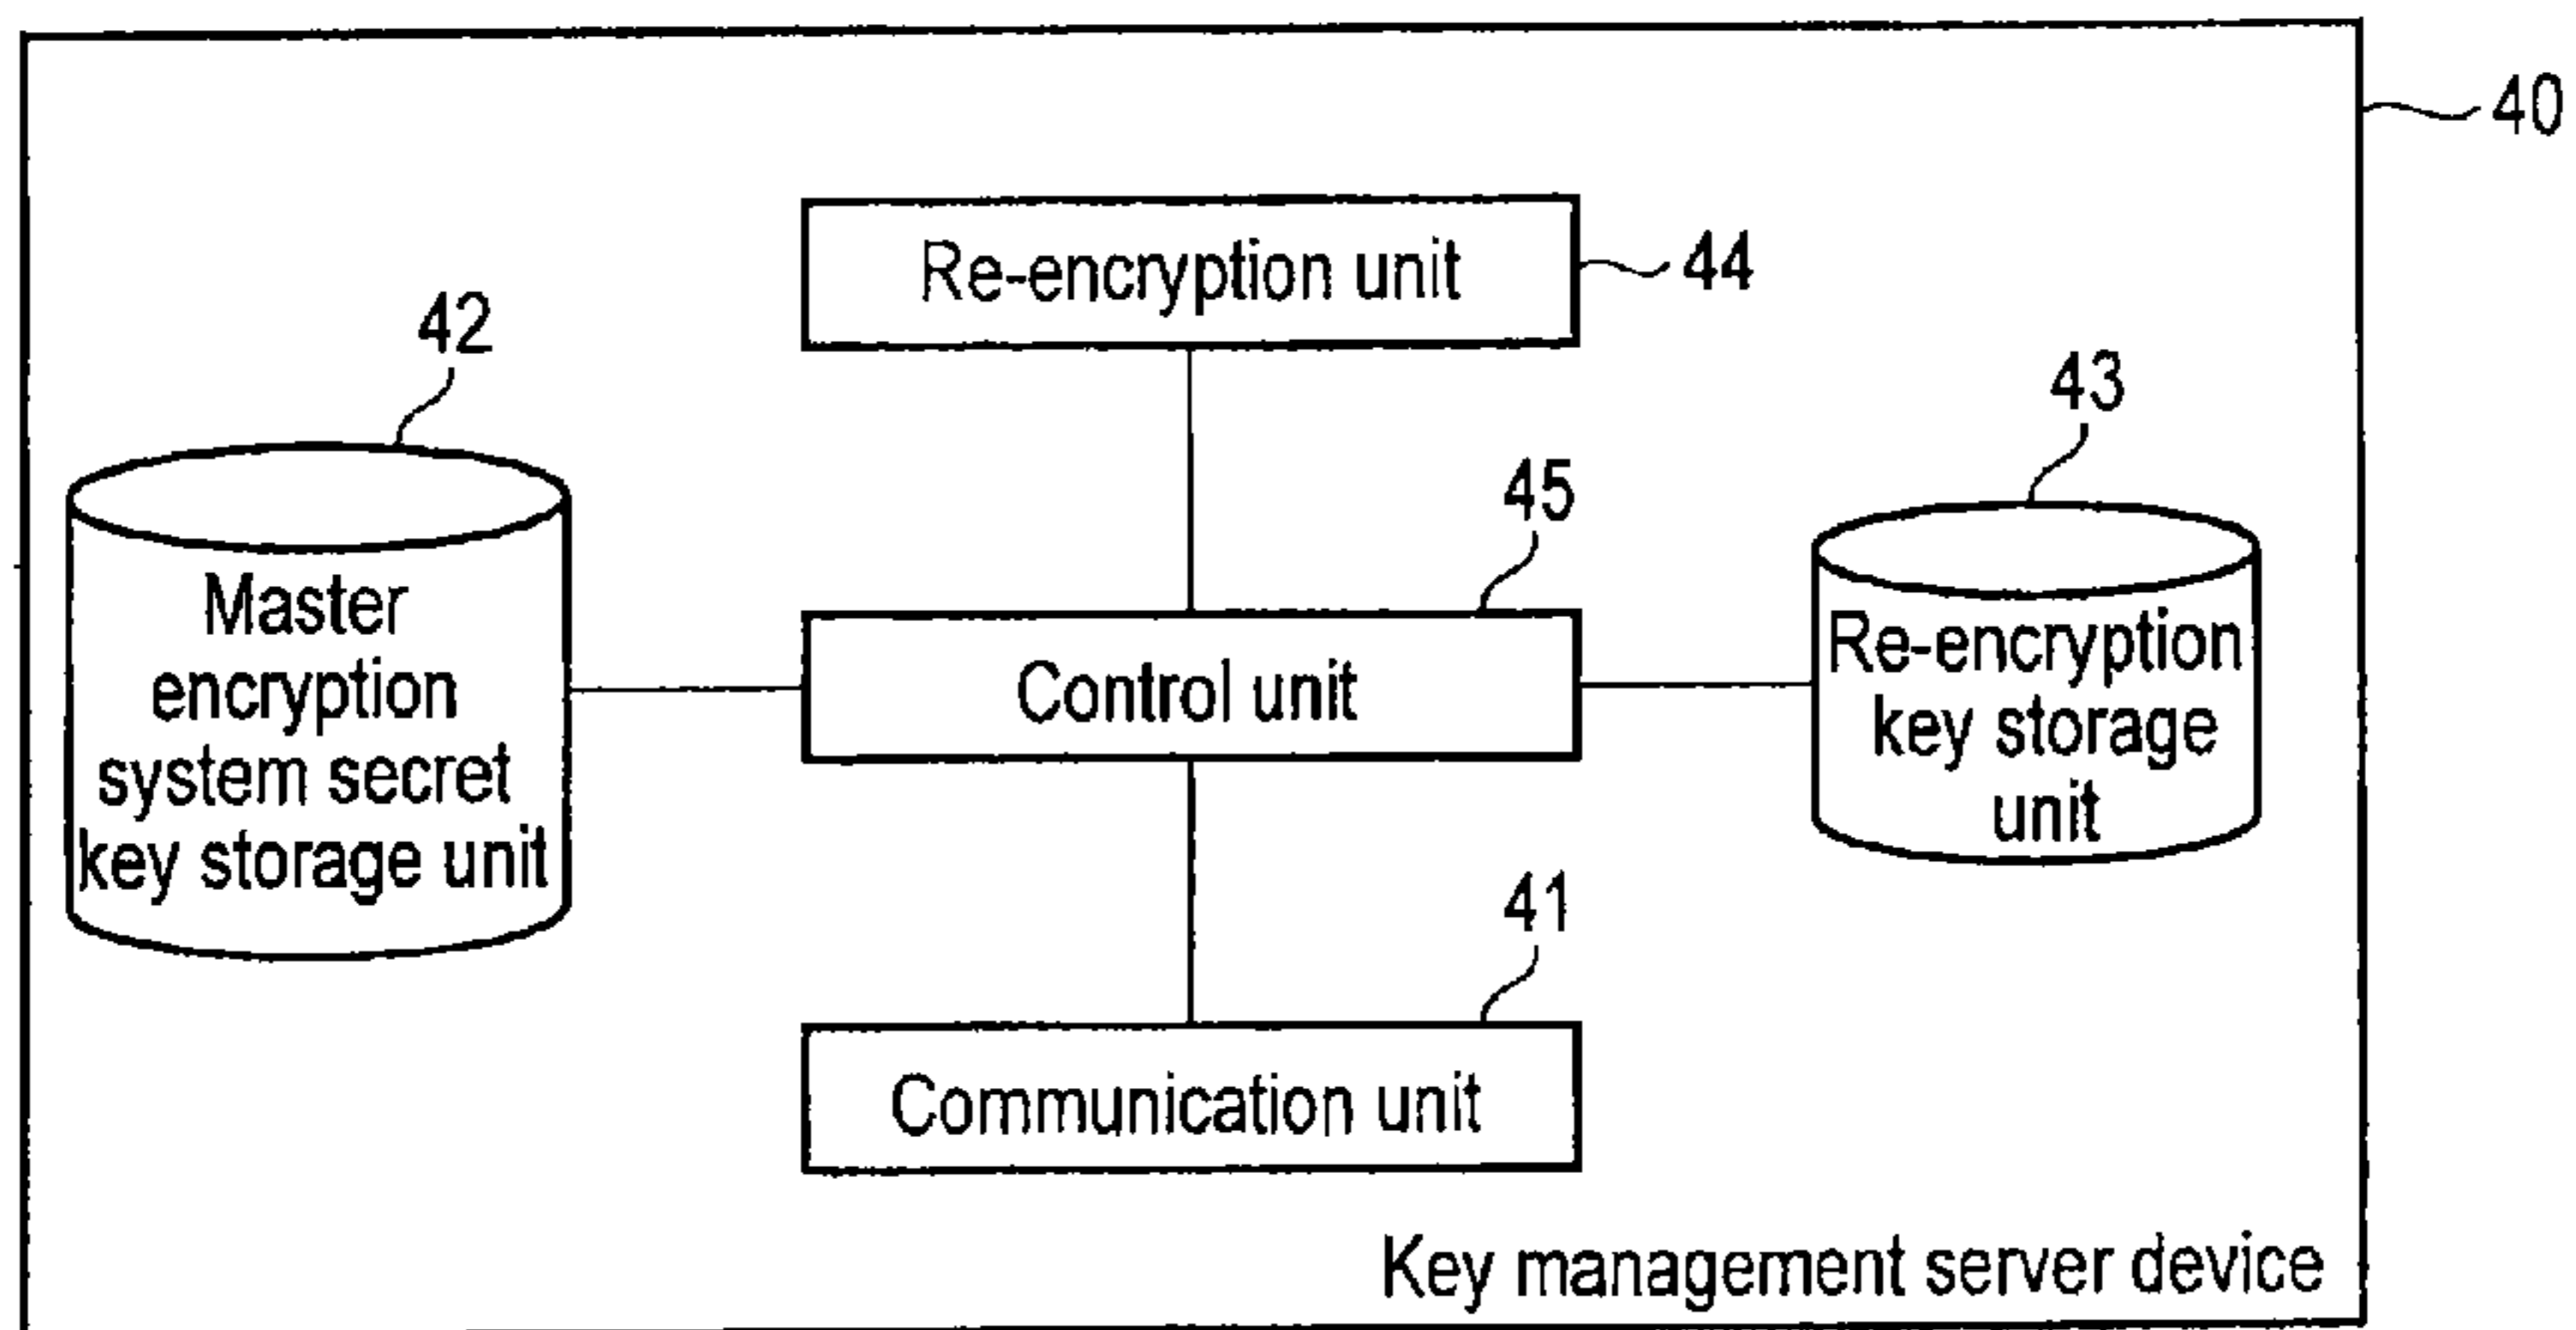 40
Re-encryption unit
44
42
43
45
Master
encryption
system secret
key storage unit
Control unit
Re-encryption
key storage
unit
41
Communication unit
Key management server device